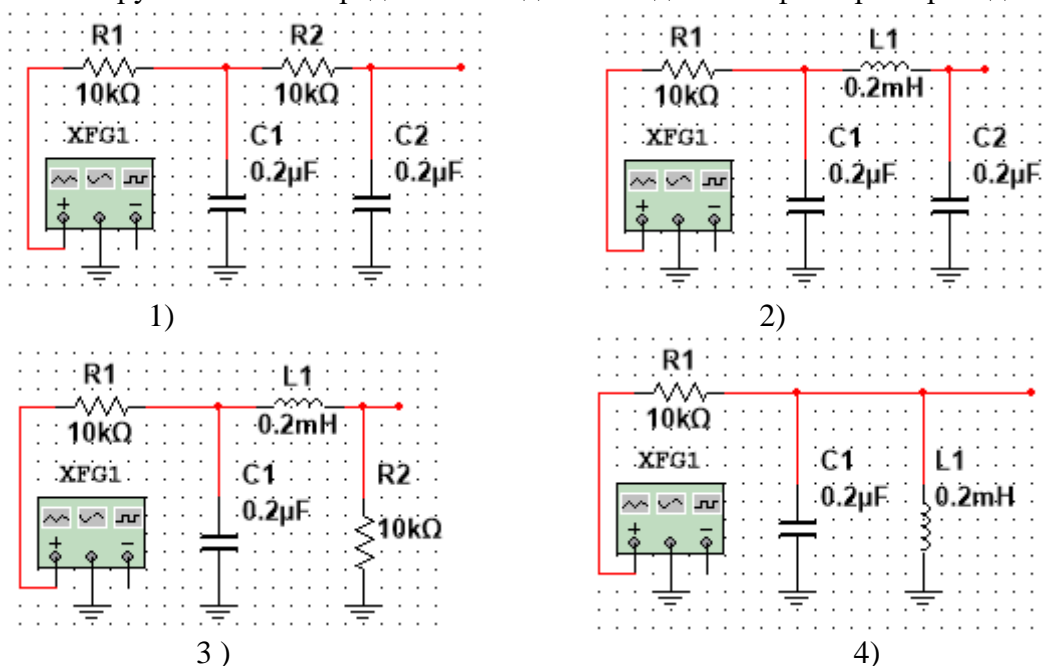 R1 R2
10kΩ 10kΩ
XFG1 C1 C2
0.2µF 0.2µF
+ −
1)
R1 L1
10kΩ 0.2mH
XFG1 C1 C2
0.2µF 0.2µF
+ −
2)
R1 L1
10kΩ 0.2mH
XFG1 C1 R2
0.2µF 10kΩ
+ −
3 )
R1
10kΩ
XFG1 C1 L1
0.2µF 0.2mH
+ −
4)